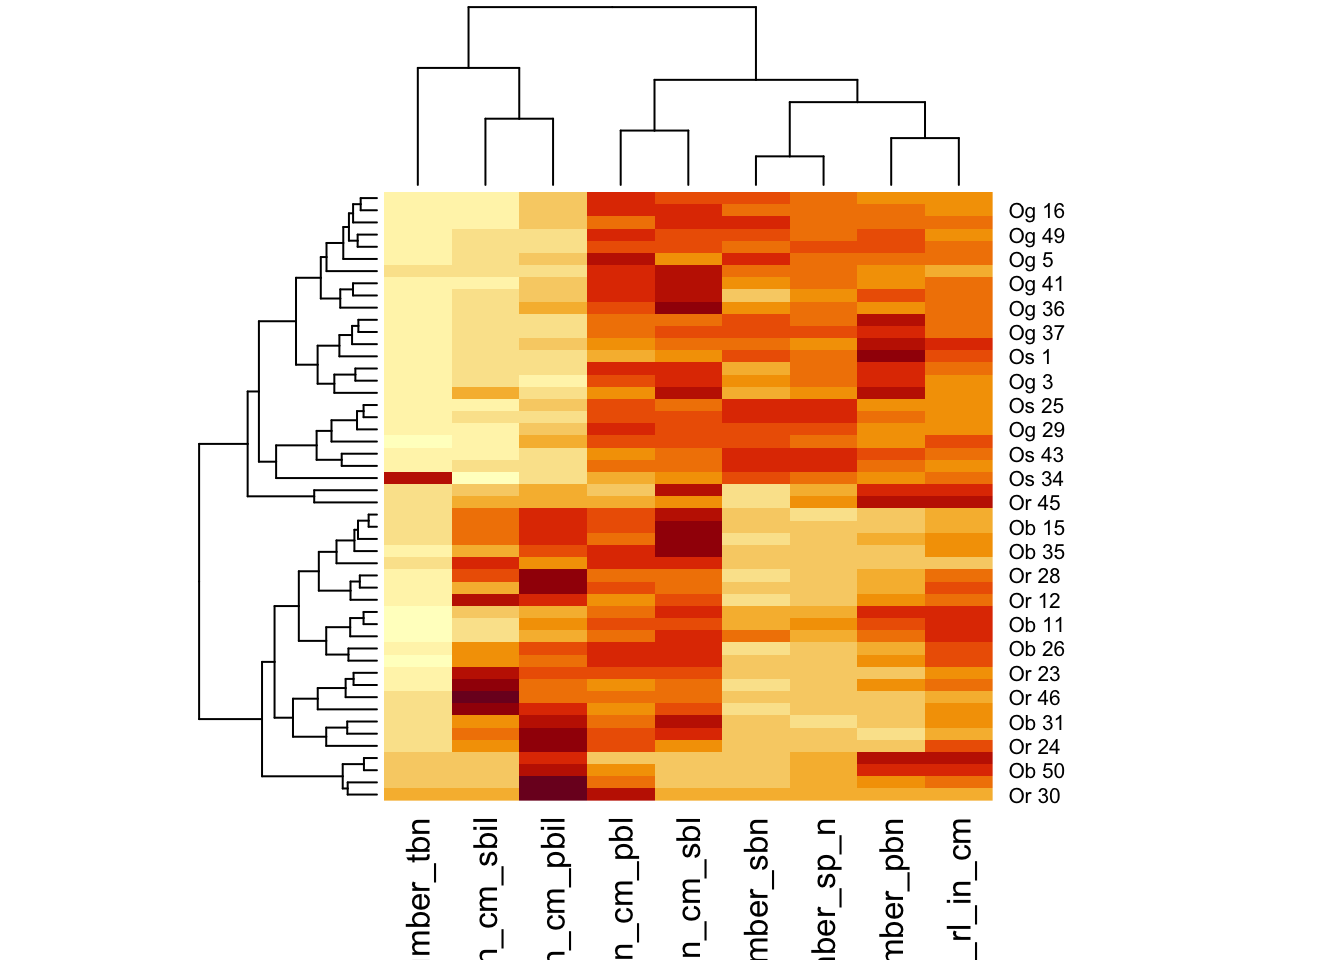 Og 16
Og 49
Og 5
Og 41
Og 36
Og 37
Os 1
Og 3
Os 25
Og 29
Os 43
Os 34
Or 45
Ob 15
Ob 35
Or 28
Or 12
Ob 11
Ob 26
Or 23
Or 46
Ob 31
Or 24
Ob 50
Or 30
mber_tbn
n_cm_sbil
n_cm_pbil
n_cm_pbl
n_cm_sbl
mber_sbn
ber_sp_n
mber_pbn
_rl_in_cm